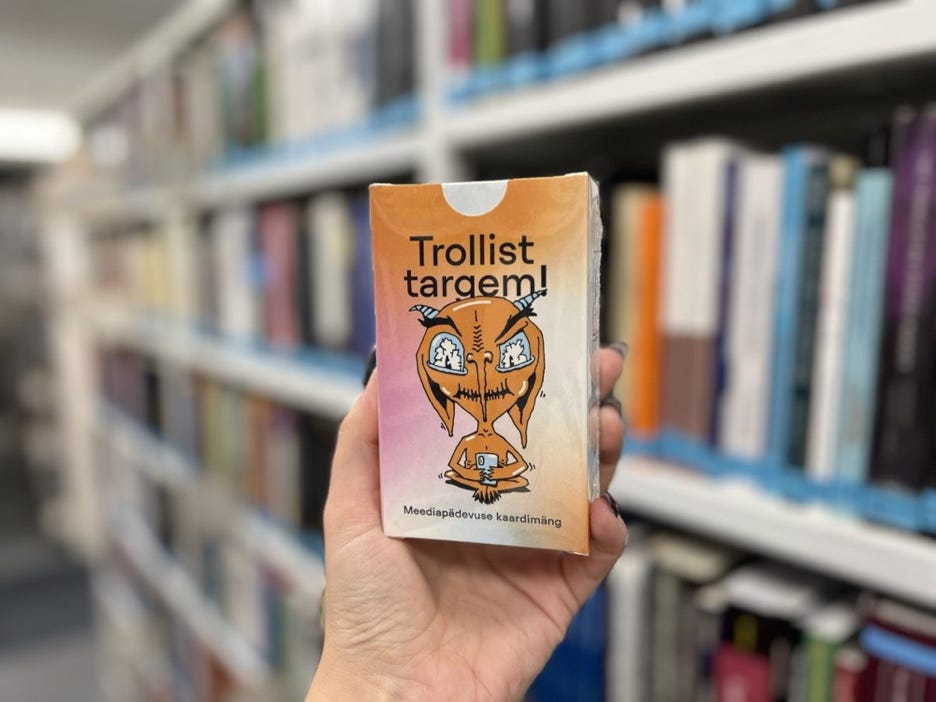 Trollist
targem!
Meediapädevuse kaardimäng